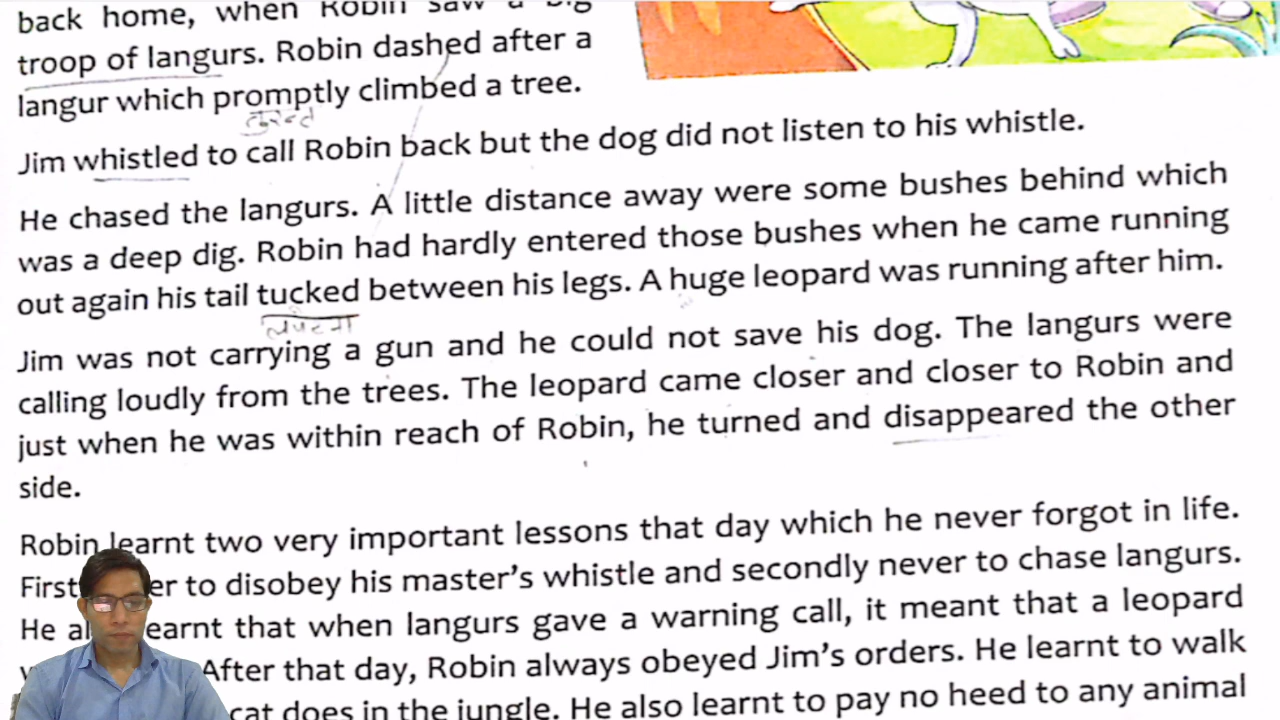 back home, when Robin saw a big
troop of langurs. Robin dashed after a
langur which promptly climbed a tree.
तुरन्त
Jim whistled to call Robin back but the dog did not listen to his whistle.
He chased the langurs. A little distance away were some bushes behind which
was a deep dig. Robin had hardly entered those bushes when he came running
out again his tail tucked between his legs. A huge leopard was running after him.
Jim was not carrying a gun and he could not save his dog. The langurs were
calling loudly from the trees. The leopard came closer and closer to Robin and
just when he was within reach of Robin, he turned and disappeared the other
side.
Robin learnt two very important lessons that day which he never forgot in life.
First er to disobey his master's whistle and secondly never to chase langurs.
He al earnt that when langurs gave a warning call, it meant that a leopard
After that day, Robin always obeyed Jim's orders. He learnt to walk
cat does in the jungle. He also learnt to pay no heed to any animal